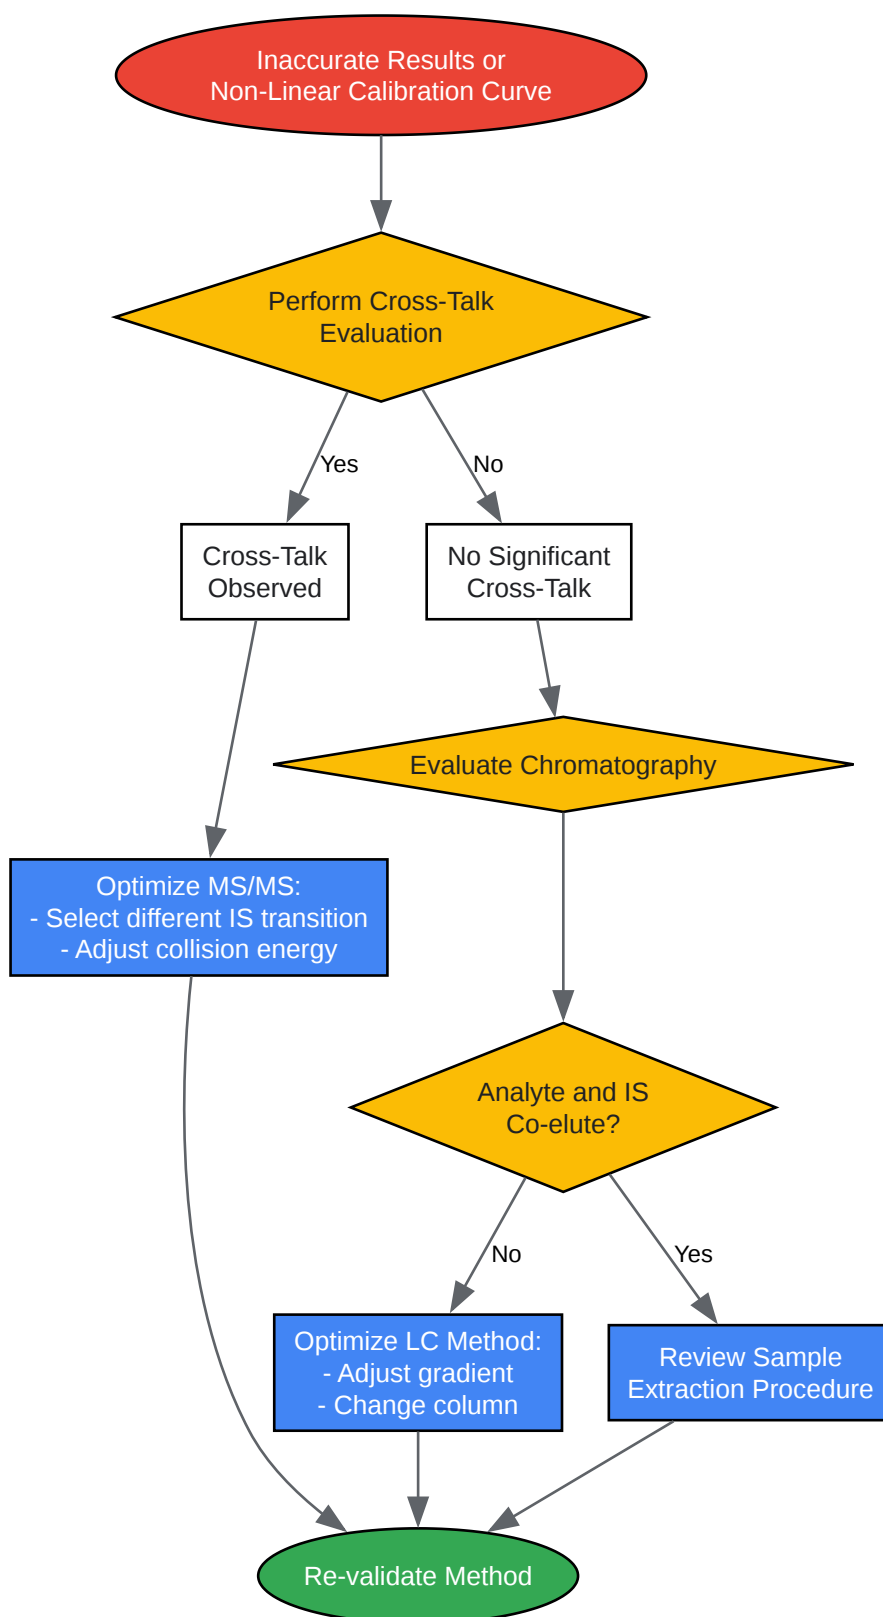 Inaccurate Results or
Non-Linear Calibration Curve
Perform Cross-Talk
Evaluation
Yes
No
Cross-Talk
Observed
No Significant
Cross-Talk
Evaluate Chromatography
Optimize MS/MS:
- Select different IS transition
- Adjust collision energy
Analyte and IS
Co-elute?
No
Yes
Optimize LC Method:
- Adjust gradient
- Change column
Review Sample
Extraction Procedure
Re-validate Method